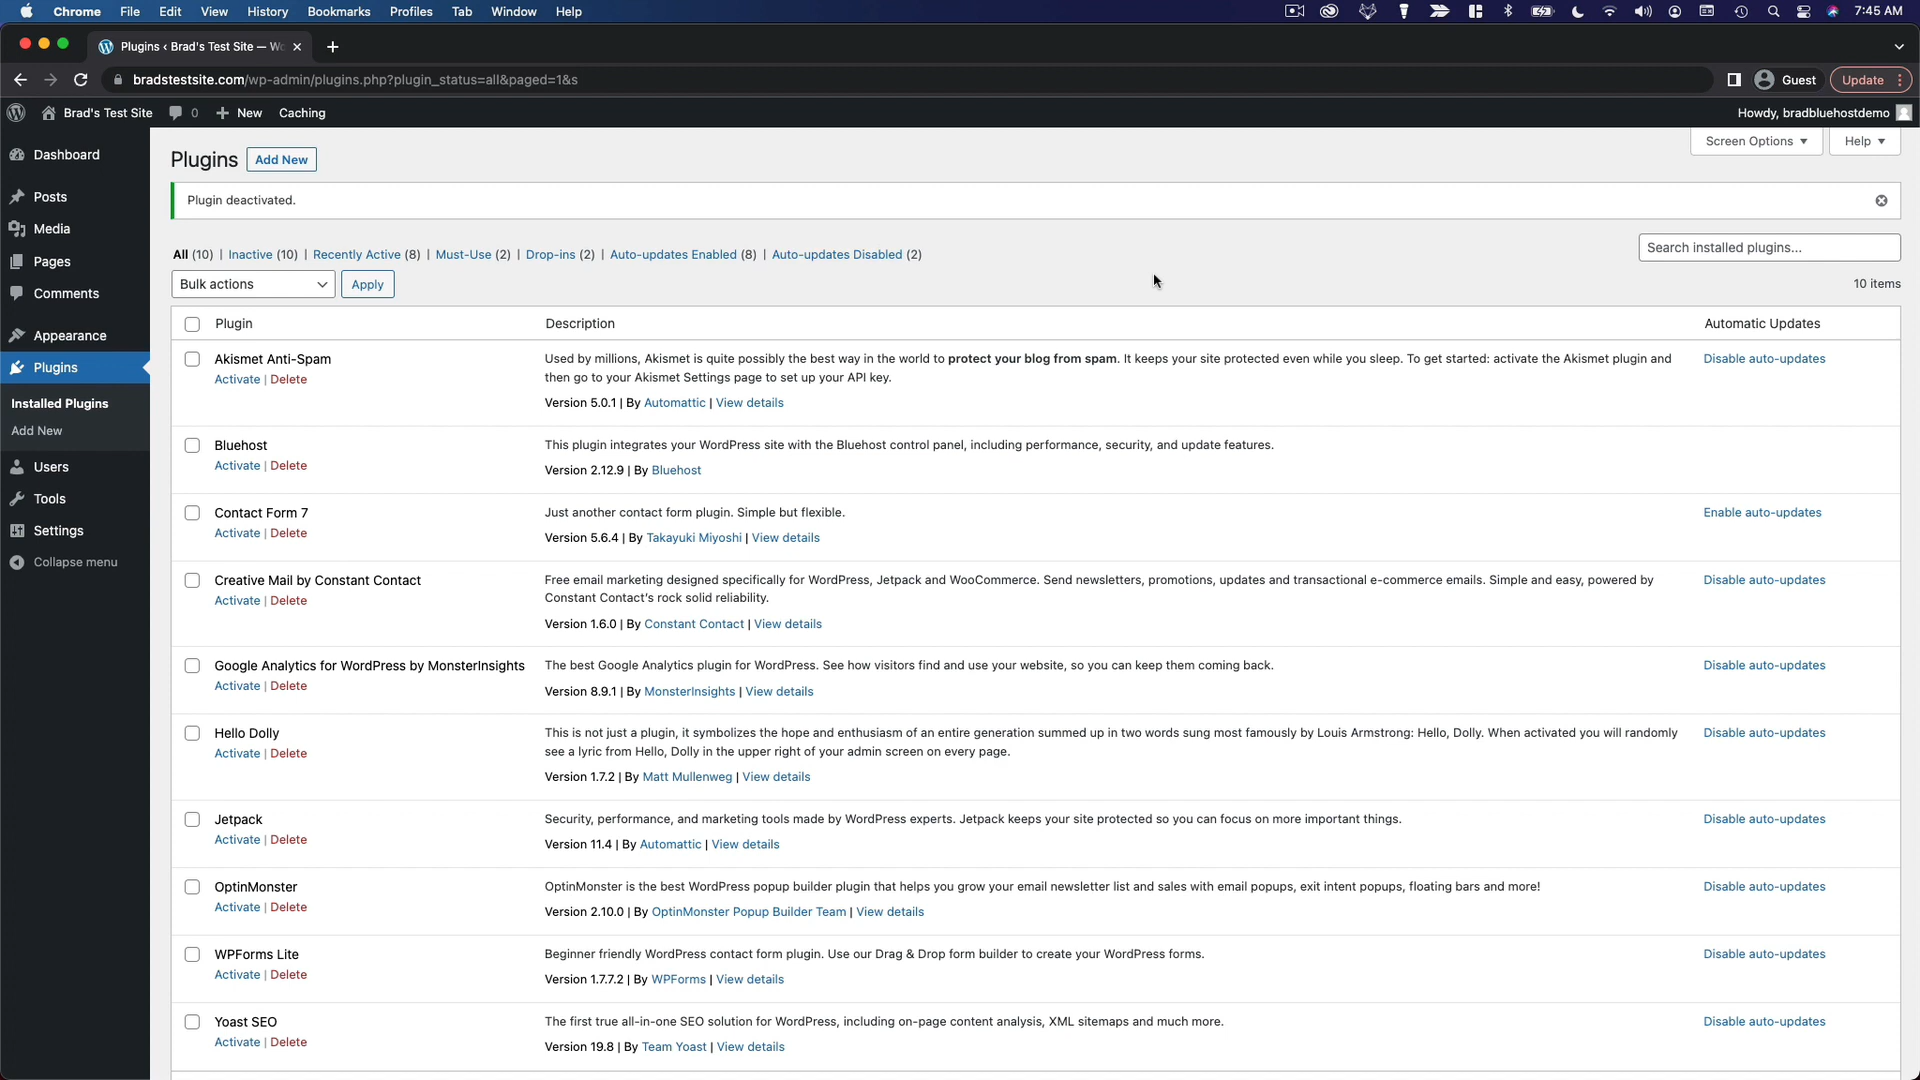 Chrome File Edit View History Bookmarks Profiles Tab Window Help 7:45 AM
Plugins ‹ Brad's Test Site — Wo
bradstestsite.com/wp-admin/plugins.php?plugin_status=all&paged=1&s Guest Update
Brad's Test Site 0 New Caching Howdy, bradbluehostdemo
Dashboard
Posts
Media
Pages
Comments
Appearance
Plugins
Installed Plugins
Add New
Users
Tools
Settings
Collapse menu
Screen Options Help
Plugins Add New
Plugin deactivated.
All (10) | Inactive (10) | Recently Active (8) | Must-Use (2) | Drop-ins (2) | Auto-updates Enabled (8) | Auto-updates Disabled (2)
Search installed plugins...
Bulk actions Apply 10 items
Plugin Description Automatic Updates
Akismet Anti-Spam Used by millions, Akismet is quite possibly the best way in the world to protect your blog from spam. It keeps your site protected even while you sleep. To get started: activate the Akismet plugin and Disable auto-updates
Activate | Delete then go to your Akismet Settings page to set up your API key.
Version 5.0.1 | By Automattic | View details
Bluehost This plugin integrates your WordPress site with the Bluehost control panel, including performance, security, and update features.
Activate | Delete Version 2.12.9 | By Bluehost
Contact Form 7 Just another contact form plugin. Simple but flexible. Enable auto-updates
Activate | Delete Version 5.6.4 | By Takayuki Miyoshi | View details
Creative Mail by Constant Contact Free email marketing designed specifically for WordPress, Jetpack and WooCommerce. Send newsletters, promotions, updates and transactional e-commerce emails. Simple and easy, powered by Disable auto-updates
Activate | Delete Constant Contact's rock solid reliability.
Version 1.6.0 | By Constant Contact | View details
Google Analytics for WordPress by MonsterInsights The best Google Analytics plugin for WordPress. See how visitors find and use your website, so you can keep them coming back. Disable auto-updates
Activate | Delete Version 8.9.1 | By MonsterInsights | View details
Hello Dolly This is not just a plugin, it symbolizes the hope and enthusiasm of an entire generation summed up in two words sung most famously by Louis Armstrong: Hello, Dolly. When activated you will randomly Disable auto-updates
Activate | Delete see a lyric from Hello, Dolly in the upper right of your admin screen on every page.
Version 1.7.2 | By Matt Mullenweg | View details
Jetpack Security, performance, and marketing tools made by WordPress experts. Jetpack keeps your site protected so you can focus on more important things. Disable auto-updates
Activate | Delete Version 11.4 | By Automattic | View details
OptinMonster OptinMonster is the best WordPress popup builder plugin that helps you grow your email newsletter list and sales with email popups, exit intent popups, floating bars and more! Disable auto-updates
Activate | Delete Version 2.10.0 | By OptinMonster Popup Builder Team | View details
WPForms Lite Beginner friendly WordPress contact form plugin. Use our Drag & Drop form builder to create your WordPress forms. Disable auto-updates
Activate | Delete Version 1.7.7.2 | By WPForms | View details
Yoast SEO The first true all-in-one SEO solution for WordPress, including on-page content analysis, XML sitemaps and much more. Disable auto-updates
Activate | Delete Version 19.8 | By Team Yoast | View details